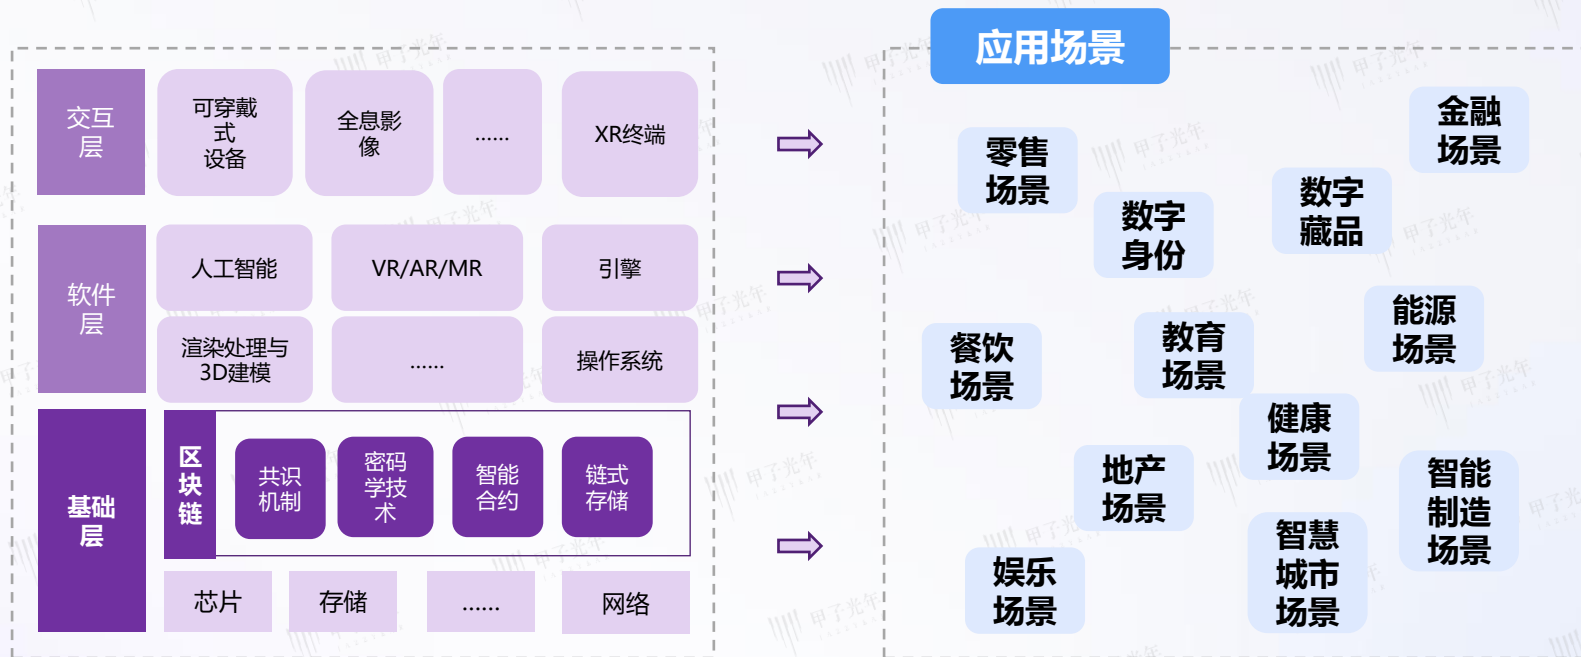 应用场景
交互
层
可穿戴
式
设备
全息影
像
......
XR终端
软件
层
人工智能
VR/AR/MR
引擎
渲染处理与
3D建模
......
操作系统
基础
层
区
块
链
共识
机制
密码
学技
术
智能
合约
链式
存储
芯片
存储
......
网络
金融
场景
零售
场景
数字
藏品
数字
身份
能源
场景
教育
场景
餐饮
场景
健康
场景
地产
场景
智能
制造
场景
智慧
城市
场景
娱乐
场景
甲子光年